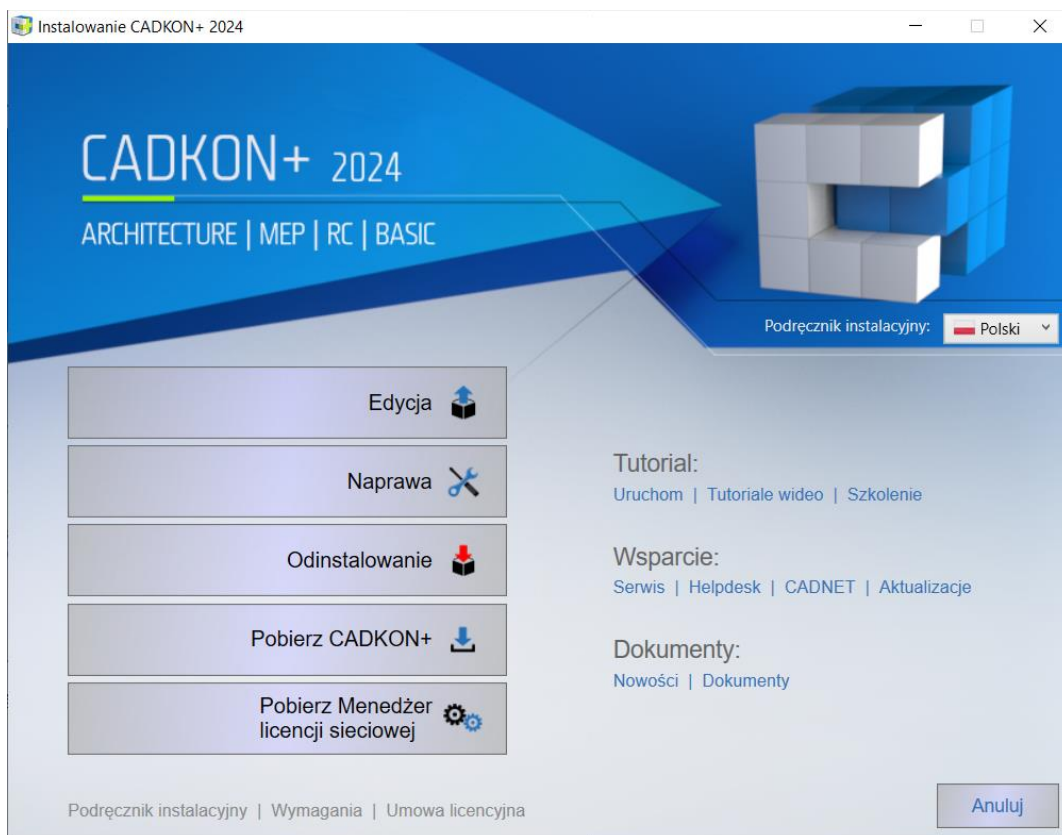 Instalowanie CADKON+ 2024
CADKON+ 2024
ARCHITECTURE | MEP | RC | BASIC
Podręcznik instalacyjny: Polski
Edycja
Naprawa
Odinstalowanie
Pobierz CADKON+
Pobierz Menedżer
licencji sieciowej
Tutorial:
Uruchom | Tutoriale wideo | Szkolenie
Wsparcie:
Serwis | Helpdesk | CADNET | Aktualizacje
Dokumenty:
Nowości | Dokumenty
Podręcznik instalacyjny | Wymagania | Umowa licencyjna
Anuluj